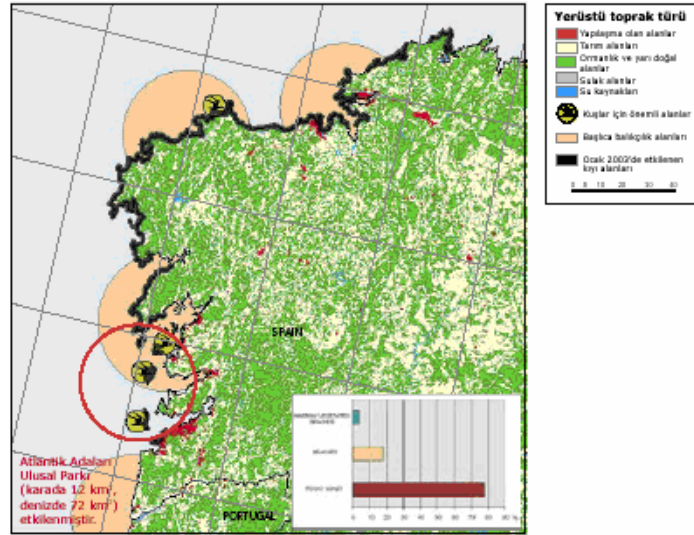 Yerüstü toprak türü
Yapılaşma olan alanlar
Tarım alanları
Ormanlık ve yarı doğal
alanlar
Sulak alanlar
Su kaynakları
Kuşlar için önemli alanlar
Başlıca balıkçılık alanları
Ocak 2003'de etkilenen
kıyı alanları
0 5 10 20 30 40
SPAIN
Atlantik Adaları
Ulusal Parkı
(karada 12 km²,
denizde 72 km²)
etkilenmiştir.
PORTUGAL
0 10 20 30 40 50 60 70 80 90 %